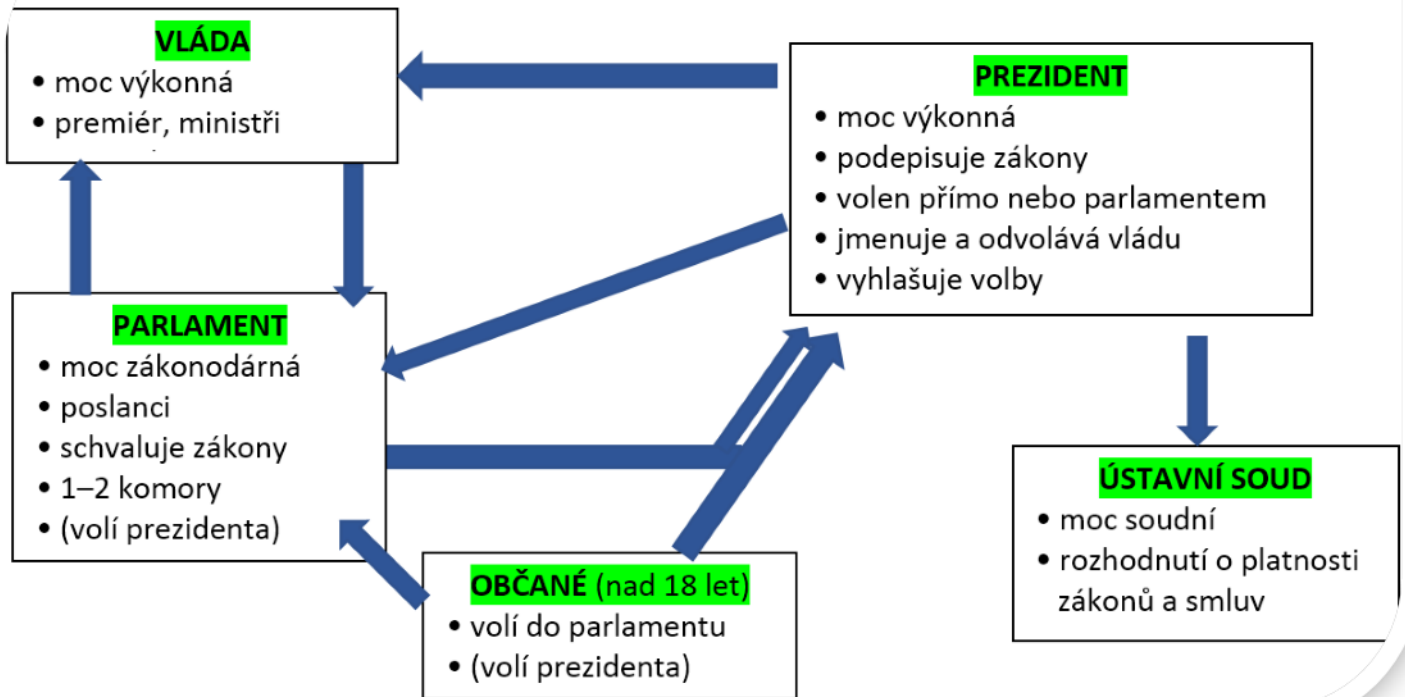 VLÁDA
• moc výkonná
• premiér, ministři
PREZIDENT
• moc výkonná
• podepisuje zákony
• volen přímo nebo parlamentem
• jmenuje a odvolává vládu
• vyhlašuje volby
PARLAMENT
• moc zákonodárná
• poslanci
• schvaluje zákony
• 1–2 komory
• (volí prezidenta)
OBČANÉ (nad 18 let)
• volí do parlamentu
• (volí prezidenta)
ÚSTAVNÍ SOUD
• moc soudní
• rozhodnutí o platnosti
zákonů a smluv